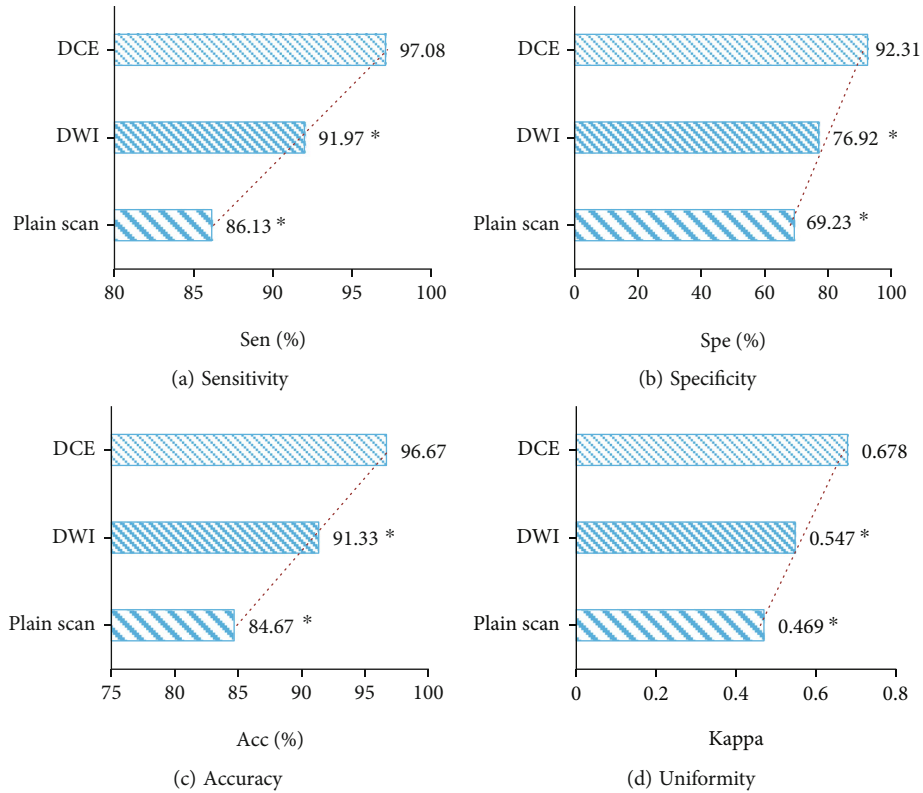 DCE
97.08
DWI
91.97 *
Plain scan
86.13 *
80 85 90 95 100
Sen (%)
(a) Sensitivity
DCE
92.31
DWI
76.92 *
Plain scan
69.23 *
0 20 40 60 80 100
Spe (%)
(b) Specificity
DCE
96.67
DWI
91.33 *
Plain scan
84.67 *
75 80 85 90 95 100
Acc (%)
(c) Accuracy
DCE
0.678
DWI
0.547 *
Plain scan
0.469 *
0 0.2 0.4 0.6 0.8
Kappa
(d) Uniformity